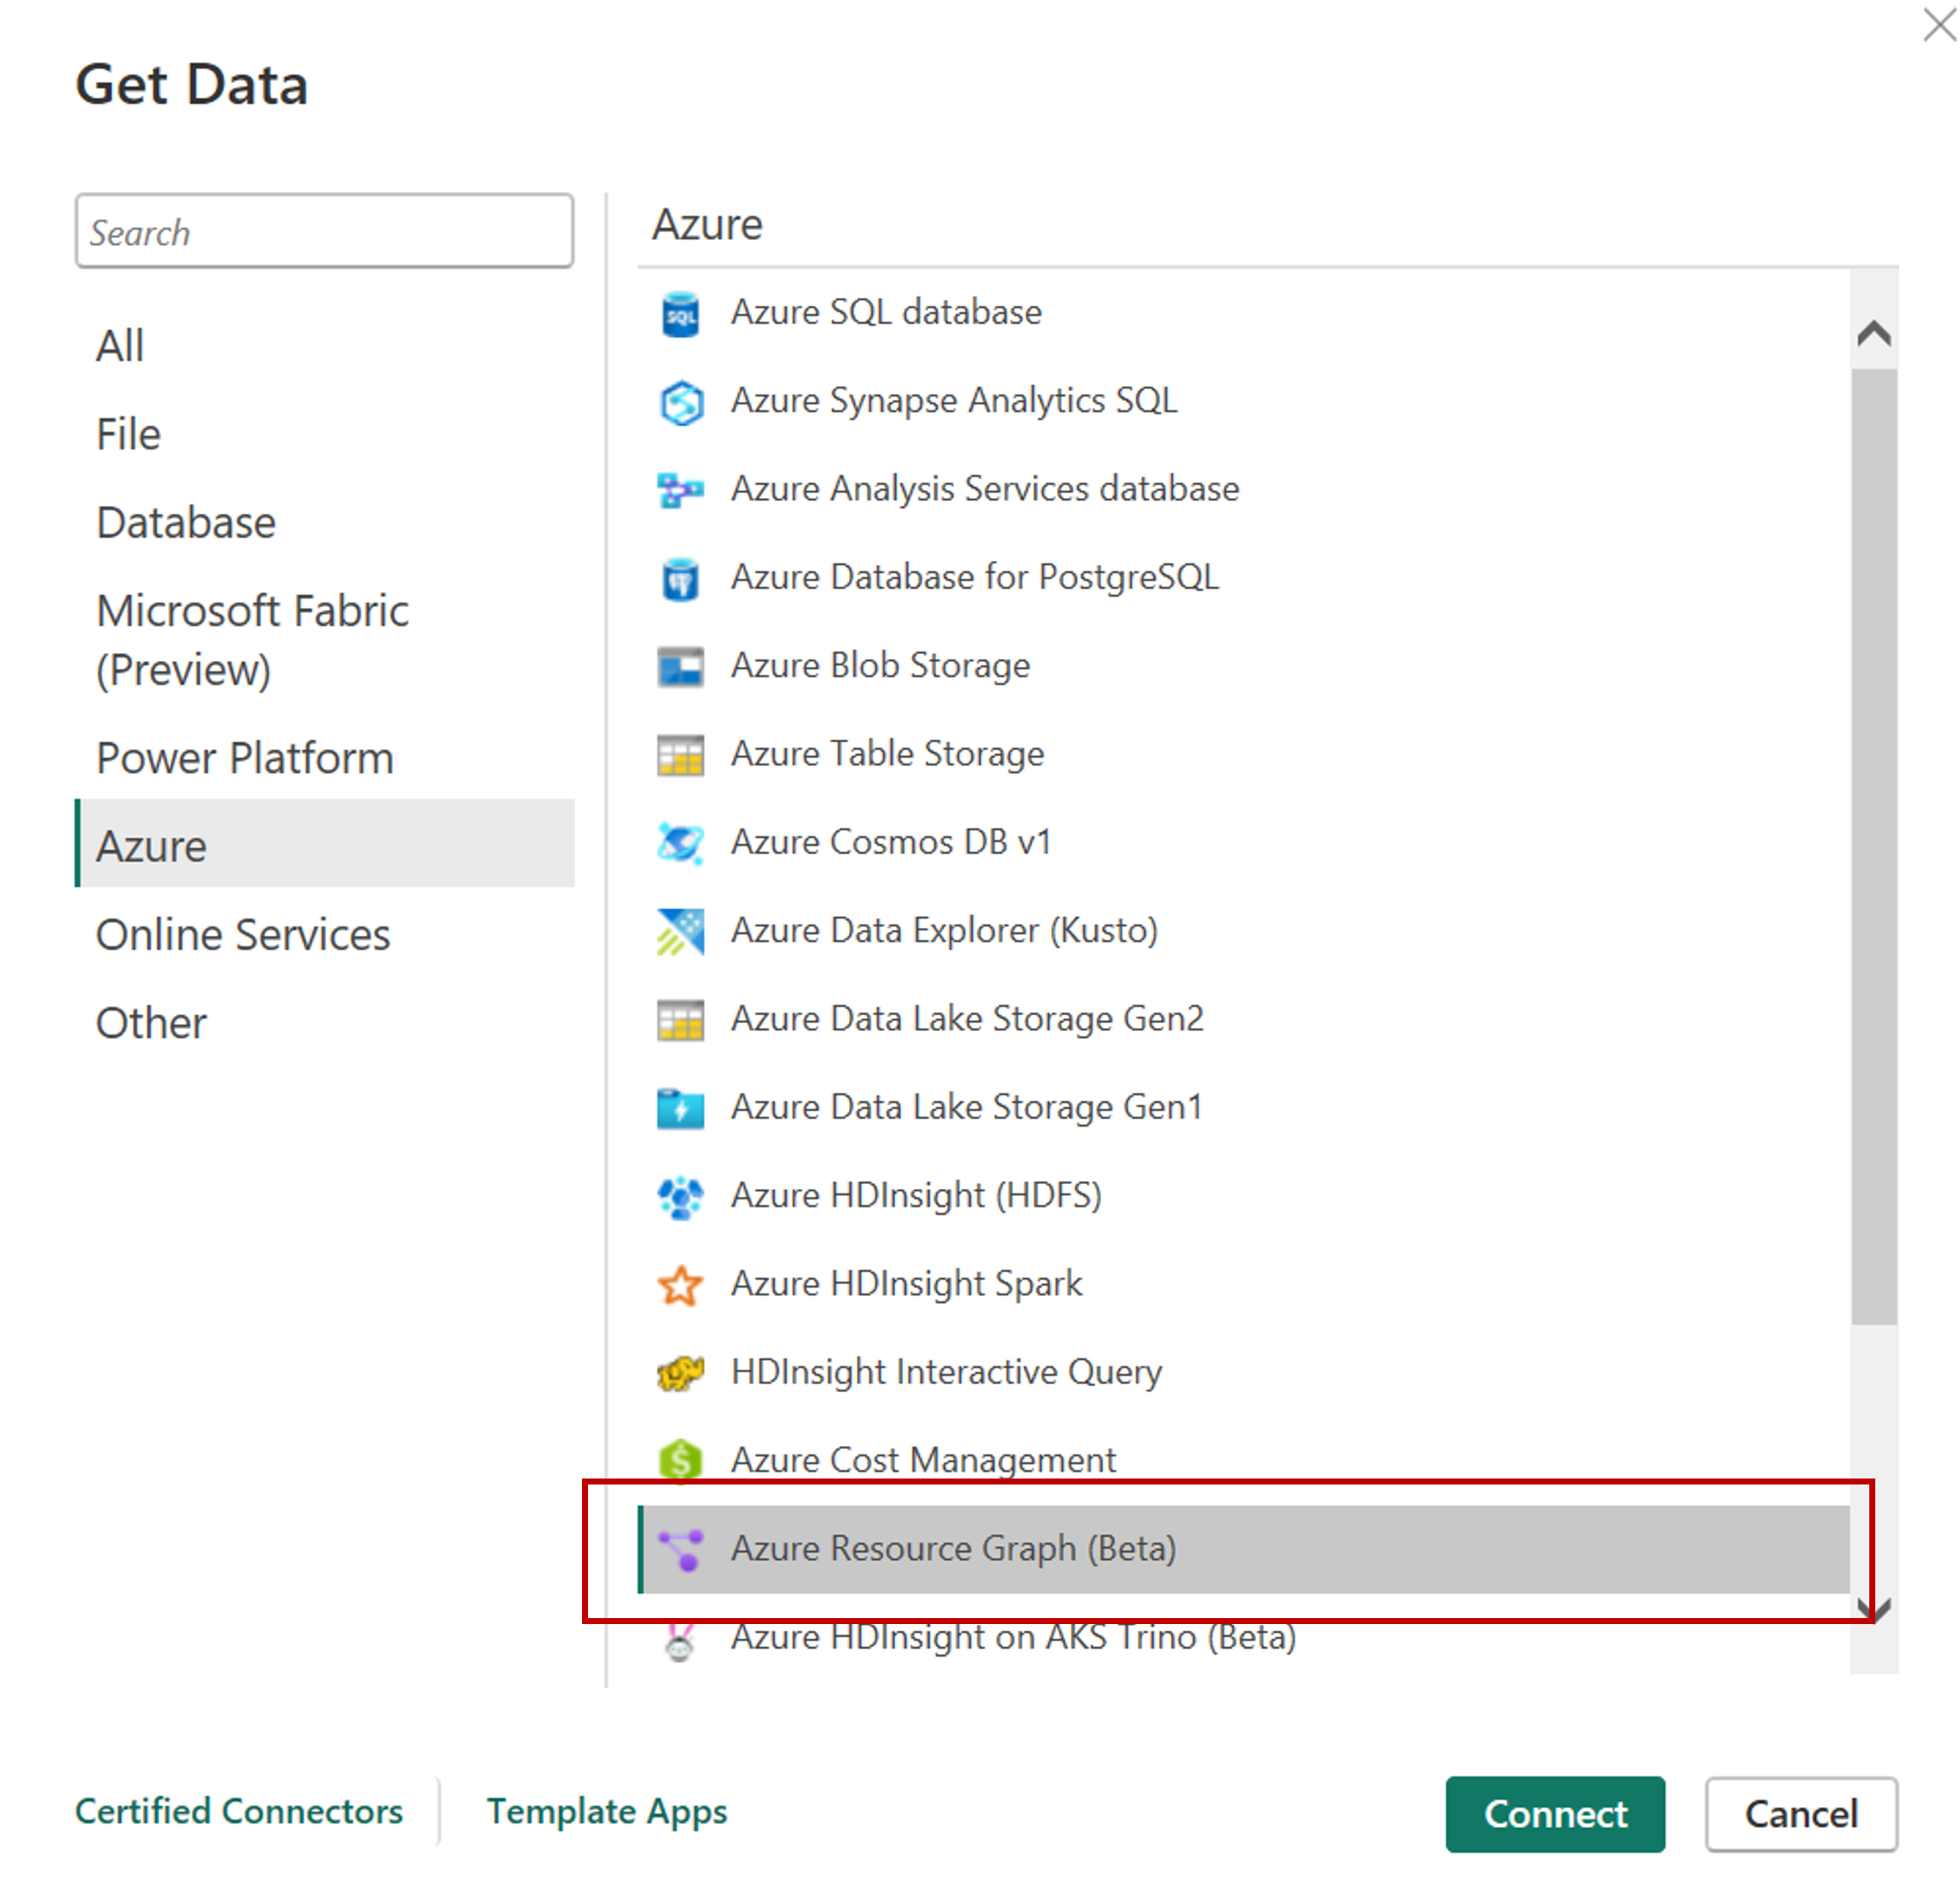 Get Data
Search
All
File
Database
Microsoft Fabric
(Preview)
Power Platform
Azure
Online Services
Other
Azure
SQL
Azure SQL database
Azure Synapse Analytics SQL
Azure Analysis Services database
Azure Database for PostgreSQL
Azure Blob Storage
Azure Table Storage
Azure Cosmos DB v1
Azure Data Explorer (Kusto)
Azure Data Lake Storage Gen2
Azure Data Lake Storage Gen1
Azure HDInsight (HDFS)
Azure HDInsight Spark
HDInsight Interactive Query
$
Azure Cost Management
Azure Resource Graph (Beta)
Azure HDInsight on AKS Trino (Beta)
Certified Connectors
Template Apps
Connect
Cancel